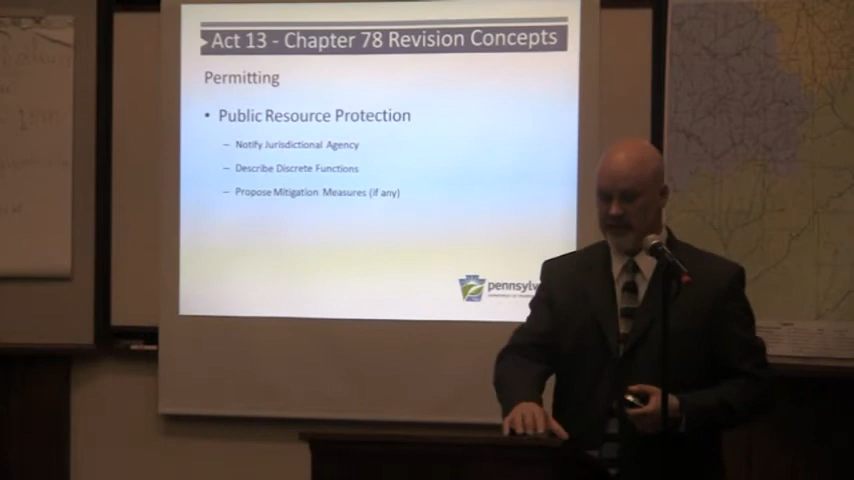 Act 13 - Chapter 78 Revision Concepts
Permitting
• Public Resource Protection
– Notify Jurisdictional Agency
– Describe Discrete Functions
– Propose Mitigation Measures (if any)
pennsylv